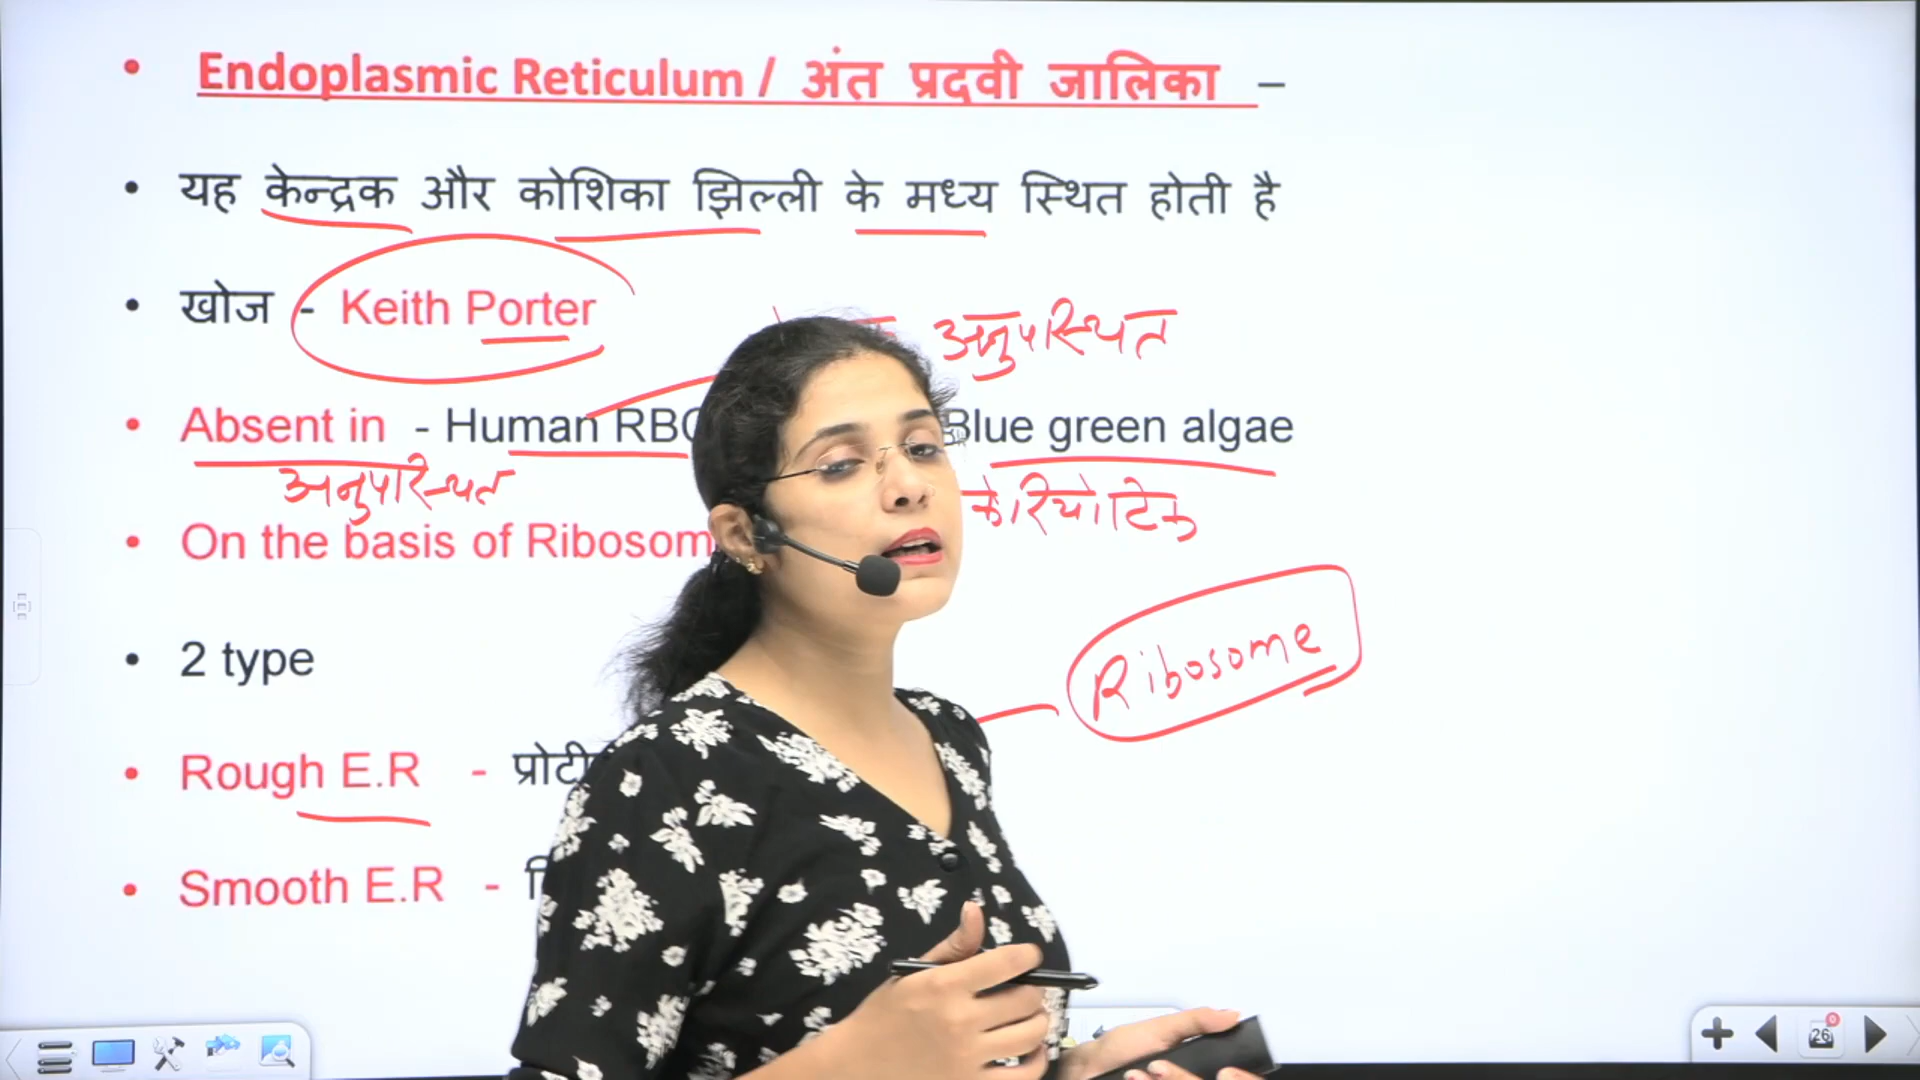 Endoplasmic Reticulum / अंत प्रदवी जालिका –
यह केन्द्रक और कोशिका झिल्ली के मध्य स्थित होती है
खोज - Keith Porter
अनुपस्थित
Absent in - Human RBC Blue green algae
अनुपस्थित केरियोटिक
On the basis of Ribosom
2 type
Ribosome
Rough E.R - प्रोटी
Smooth E.R -
26